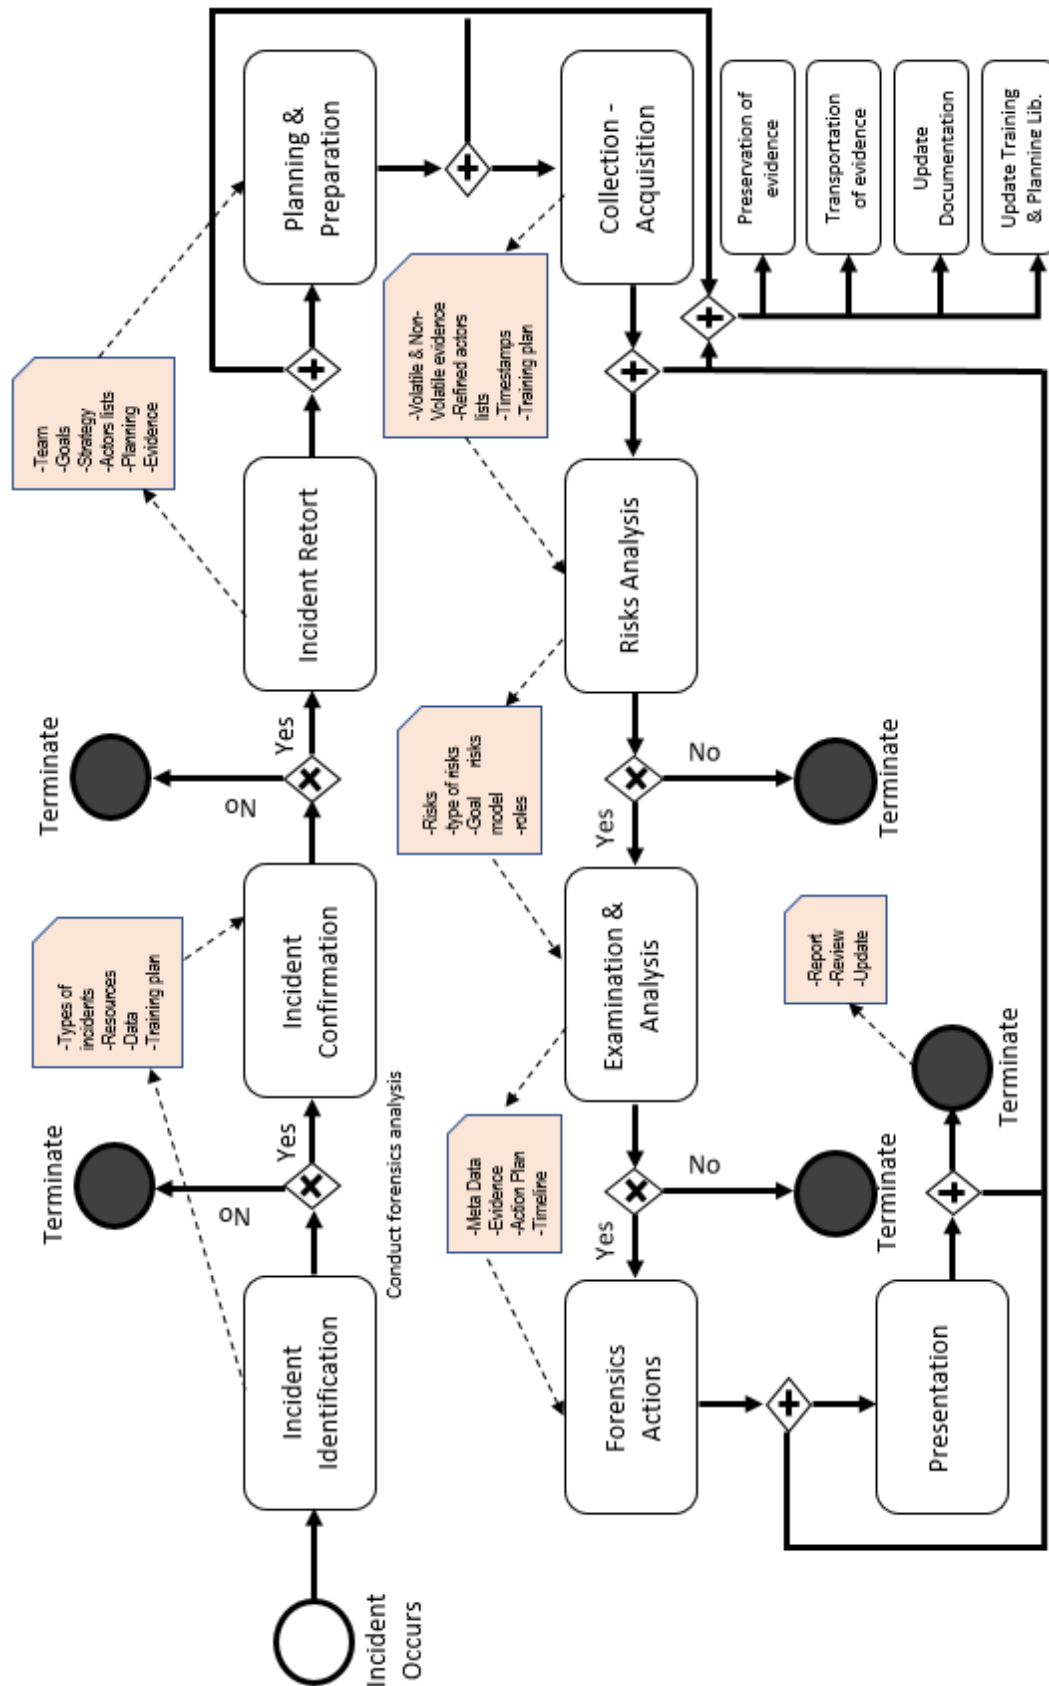 Incident
Occurs
Incident
Identification
-Types of
incidents
-Resources
-Data
-Training plan
Terminate
No
Yes
Conduct forensics analysis
Incident
Confirmation
Terminate
No
Yes
Incident Retort
-Team
-Goals
-Strategy
-Actors lists
-Planning
-Evidence
Planning &
Preparation
Collection -
Acquisition
-Volatile & Non-
Volatile evidence
-Refined actors
lists
-Timestamps
-Training plan
Risks Analysis
-Risks
-type of risks
-Goal risks
model
-roles
Yes
No
Terminate
Examination &
Analysis
-Meta Data
-Evidence
-Action Plan
-Timeline
Yes
No
Terminate
Forensics
Actions
Presentation
Terminate
-Report
-Review
-Update
Preservation of
evidence
Transportation
of evidence
Update
Documentation
Update Training
& Planning Lib.